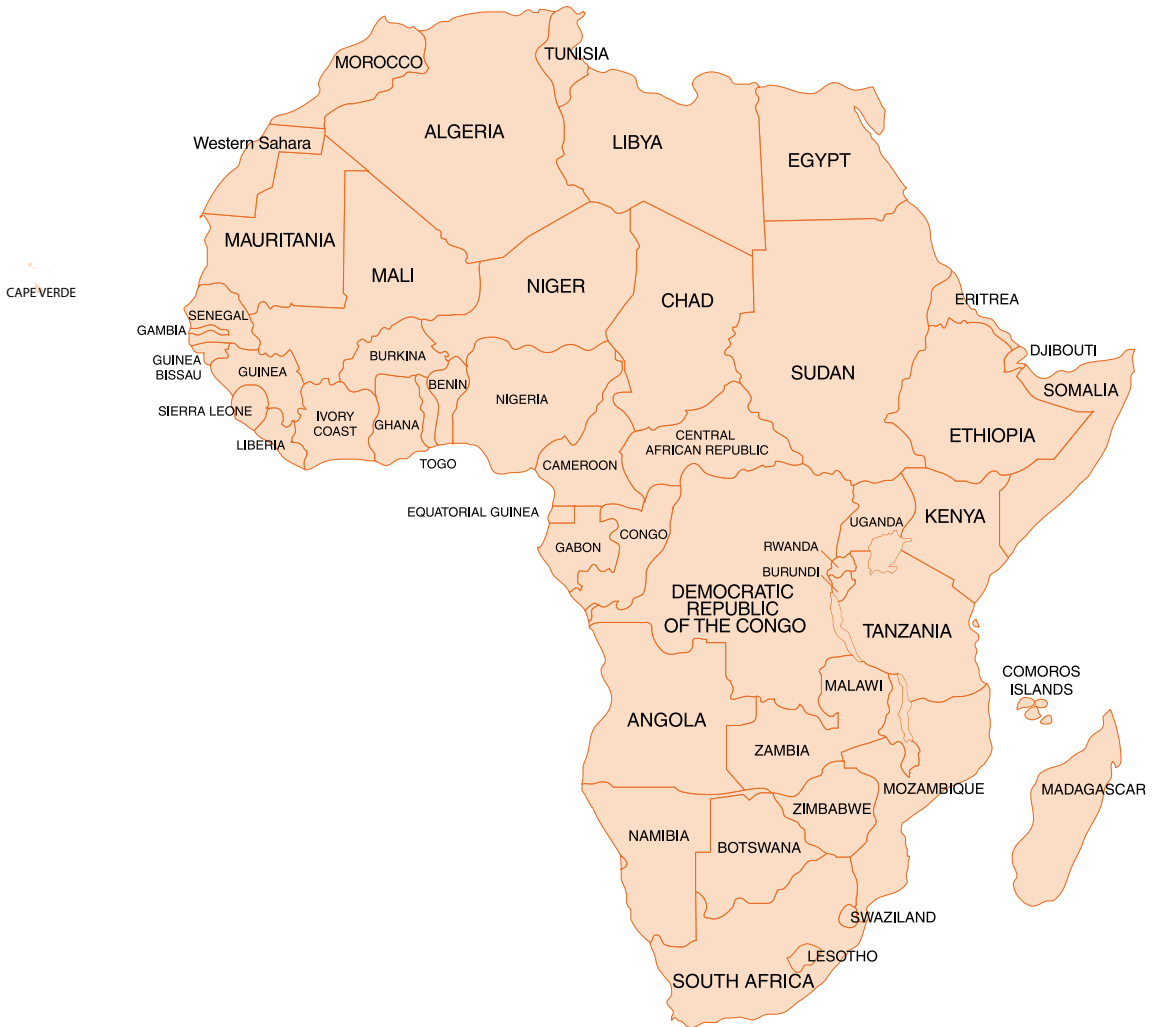 TUNISIA
MOROCCO
ALGERIA
LIBYA
EGYPT
Western Sahara
MAURITANIA
MALI
NIGER
CHAD
CAPE VERDE
ERITREA
SENEGAL
GAMBIA
DJIBOUTI
GUINEA
BISSAU
BURKINA
GUINEA
BENIN
SUDAN
SOMALIA
NIGERIA
SIERRA LEONE
IVORY
COAST
GHANA
LIBERIA
TOGO
CENTRAL
AFRICAN REPUBLIC
ETHIOPIA
CAMEROON
EQUATORIAL GUINEA
UGANDA
KENYA
GABON
CONGO
RWANDA
BURUNDI
DEMOCRATIC
REPUBLIC
OF THE CONGO
TANZANIA
COMOROS
ISLANDS
MALAWI
ANGOLA
ZAMBIA
MOZAMBIQUE
MADAGASCAR
ZIMBABWE
NAMIBIA
BOTSWANA
SWAZILAND
LESOTHO
SOUTH AFRICA